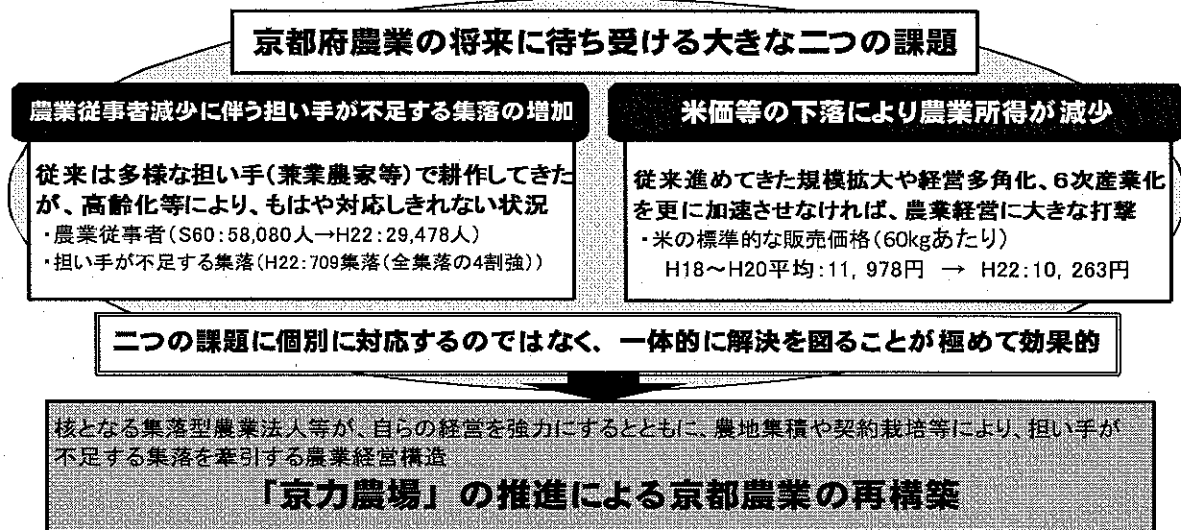 京都府農業の将来に待ち受ける大きな二つの課題
農業従事者減少に伴う担い手が不足する集落の増加
従来は多様な担い手(兼業農家等)で耕作してきた
が、高齢化等により、もはや対応しきれない状況
・農業従事者(S60:58,080人→H22:29,478人)
・担い手が不足する集落(H22:709集落(全集落の4割強))
米価等の下落により農業所得が減少
従来進めてきた規模拡大や経営多角化、6次産業化
を更に加速させなければ、農業経営に大きな打撃
・米の標準的な販売価格(60kgあたり)
H18~H20平均:11,978円 → H22:10,263円
二つの課題に個別に対応するのではなく、一体的に解決を図ることが極めて効果的
核となる集落型農業法人等が、自らの経営を強力にするとともに、農地集積や契約栽培等により、担い手が
不足する集落を牽引する農業経営構造
「京力農場」の推進による京都農業の再構築